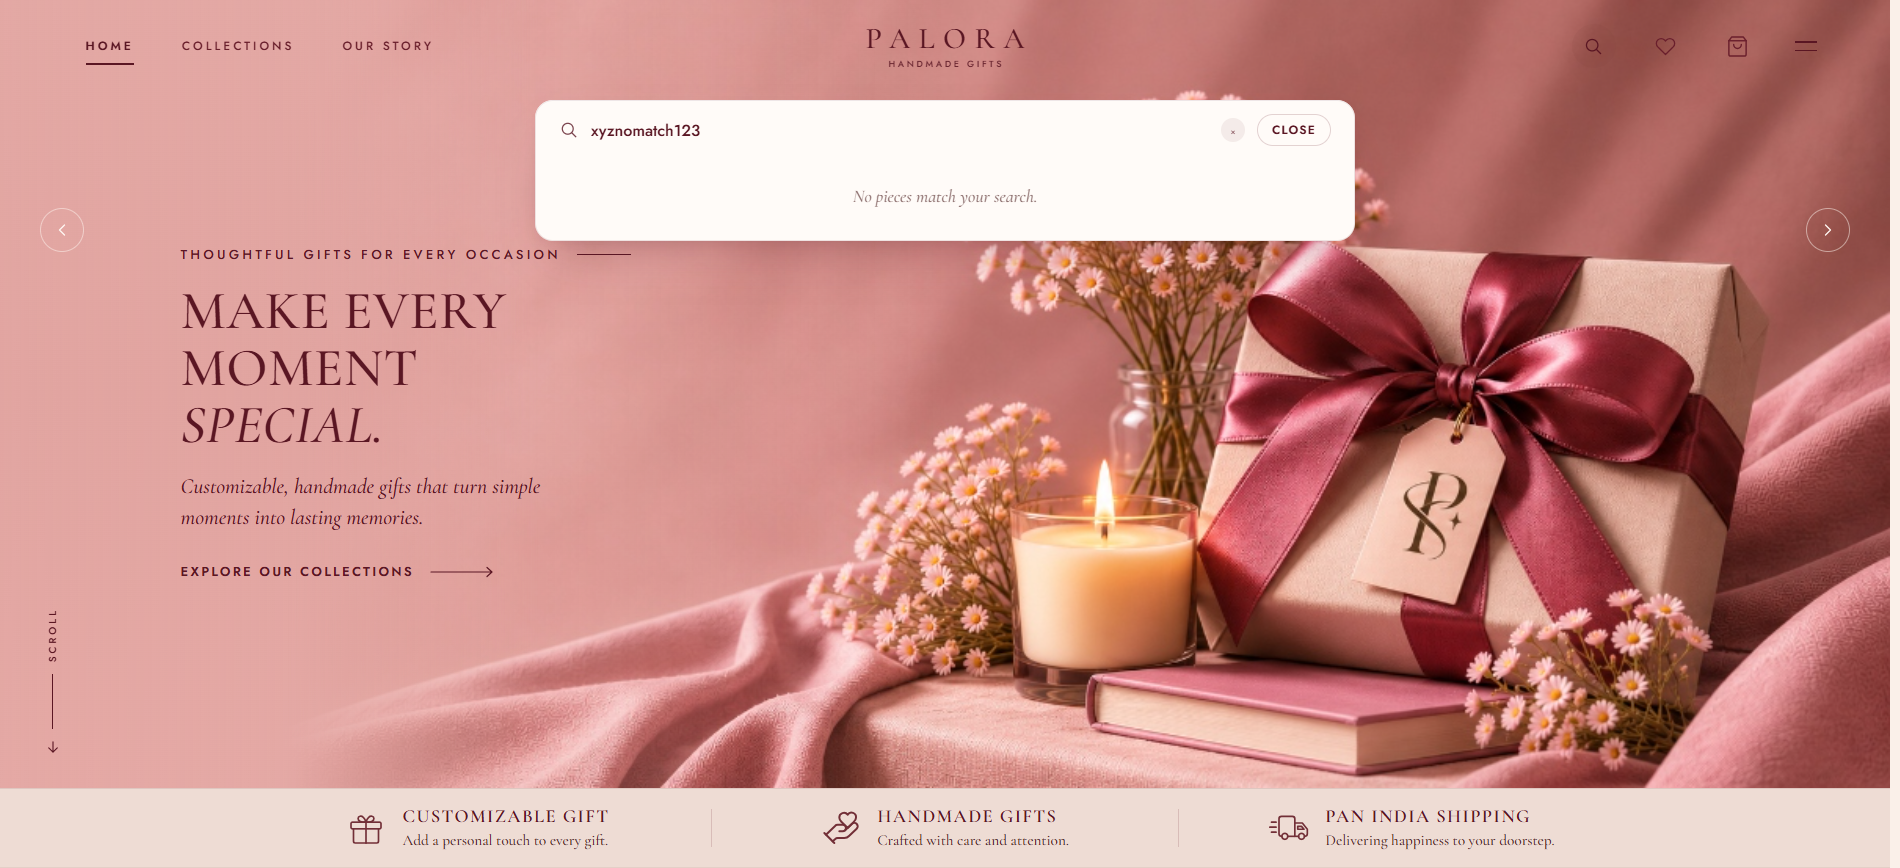 HOME
COLLECTIONS
OUR STORY
PALORA
HANDMADE GIFTS
xyznomatch123
×
CLOSE
No pieces match your search.
THOUGHTFUL GIFTS FOR EVERY OCCASION
MAKE EVERY
MOMENT
SPECIAL.
Customizable, handmade gifts that turn simple
moments into lasting memories.
EXPLORE OUR COLLECTIONS
SCROLL
CUSTOMIZABLE GIFT
Add a personal touch to every gift.
HANDMADE GIFTS
Crafted with care and attention.
PAN INDIA SHIPPING
Delivering happiness to your doorstep.